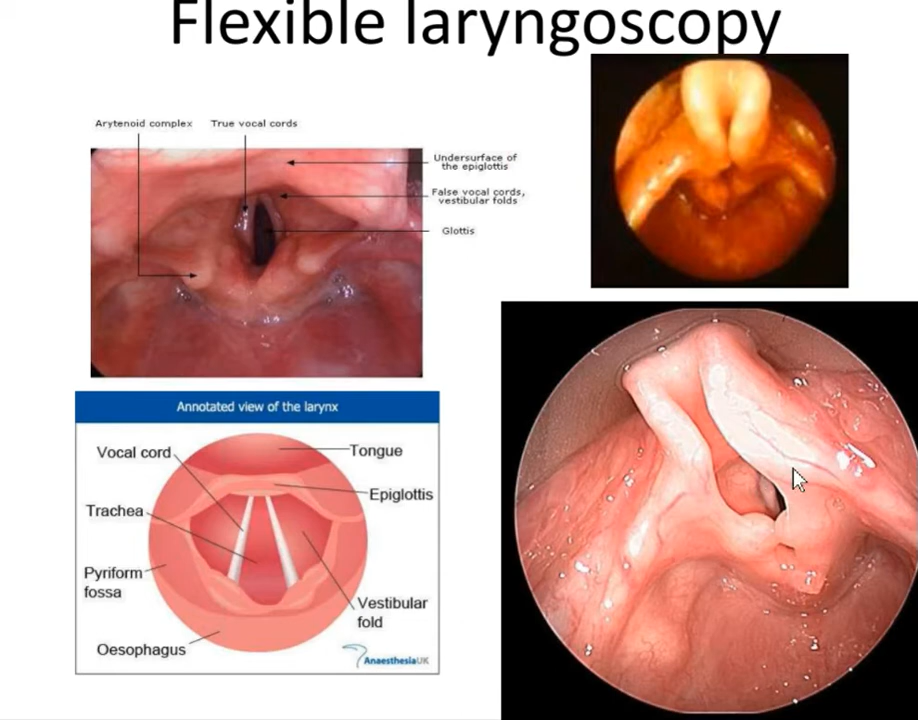 Flexible laryngoscopy
Arytenoid complex
True vocal cords
Undersurface of
the epiglottis
False vocal cords,
vestibular folds
Glottis
Annotated view of the larynx
Vocal cord
Tongue
Epiglottis
Trachea
Pyriform
fossa
Vestibular
fold
Oesophagus
AnaesthesiaUK